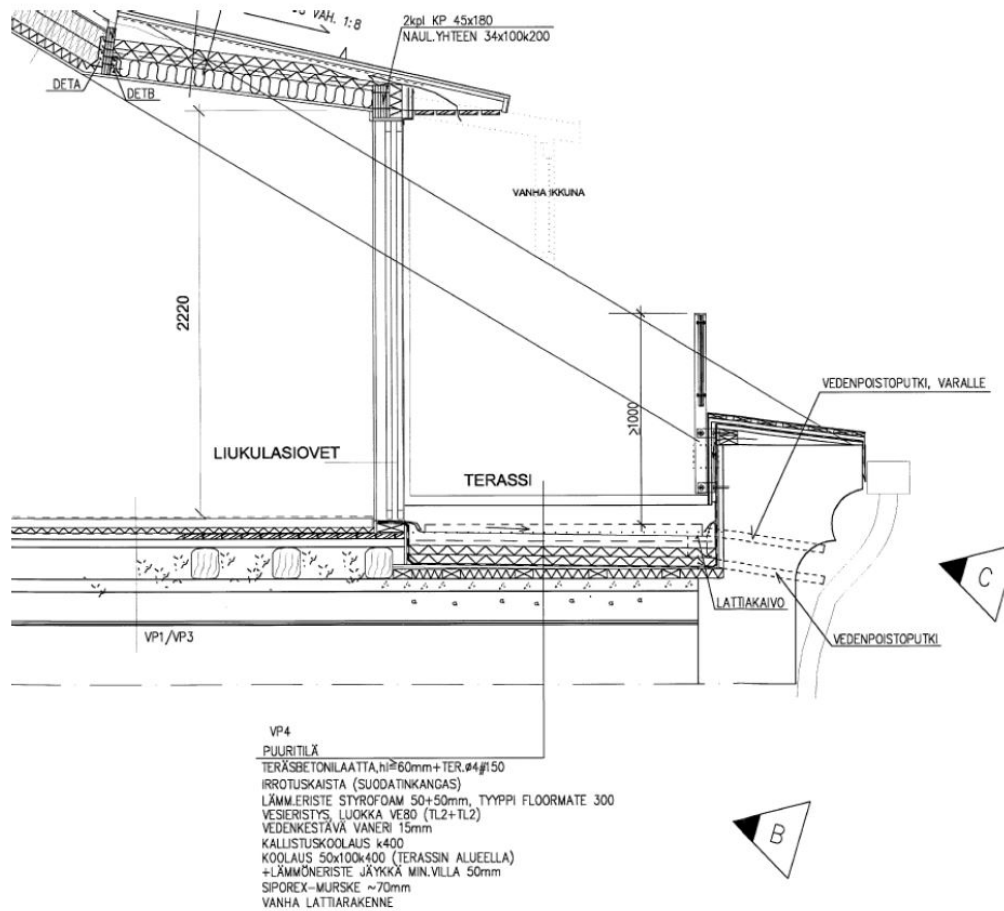 VÄH. 1:8
2kpl KP 45x180
NAUL.YHTEEN 34x100k200
DETA
DETB
VANHA IKKUNA
2220
≥1000
VEDENPOISTOPUTKI, VARALLE
LIUKULASIOVET
TERASSI
C
LATTIAKAIVO
VP1/VP3
VEDENPOISTOPUTKI
VP4
PUURITILÄ
TERÄSBETONILAATTA,hl≥60mm+TER.ø4#150
IRROTUSKAISTA (SUODATINKANGAS)
LÄMM.ERISTE STYROFOAM 50+50mm, TYYPPI FLOORMATE 300
VESIERISTYS, LUOKKA VE80 (TL2+TL2)
VEDENKESTÄVÄ VANERI 15mm
KALLISTUSKOOLAUS k400
KOOLAUS 50x100k400 (TERASSIN ALUEELLA)
+LÄMMÖNERISTE JÄYKKÄ MIN.VILLA 50mm
SIPOREX-MURSKE ~70mm
VANHA LATTIARAKENNE
B